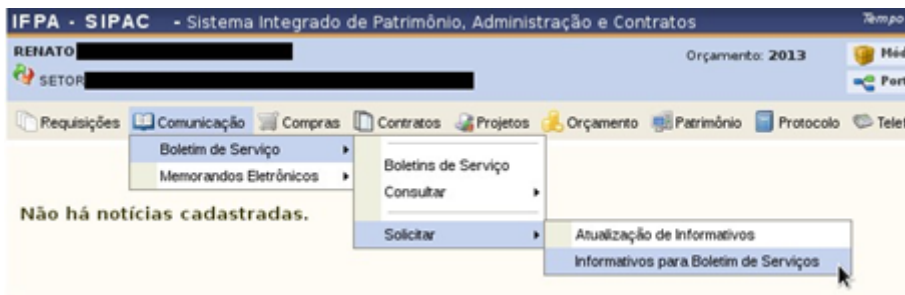 IFPA - SIPAC - Sistema Integrado de Patrimônio, Administração e Contratos Tempo
RENATO Orçamento: 2013
SETOR
Requisições Comunicação Compras Contratos Projetos Orçamento Patrimônio Protocolo
Boletim de Serviço
Memorandos Eletrônicos
Boletins de Serviço
Consultar
Não há notícias cadastradas.
Solicitar
Atualização de Informativos
Informativos para Boletim de Serviços